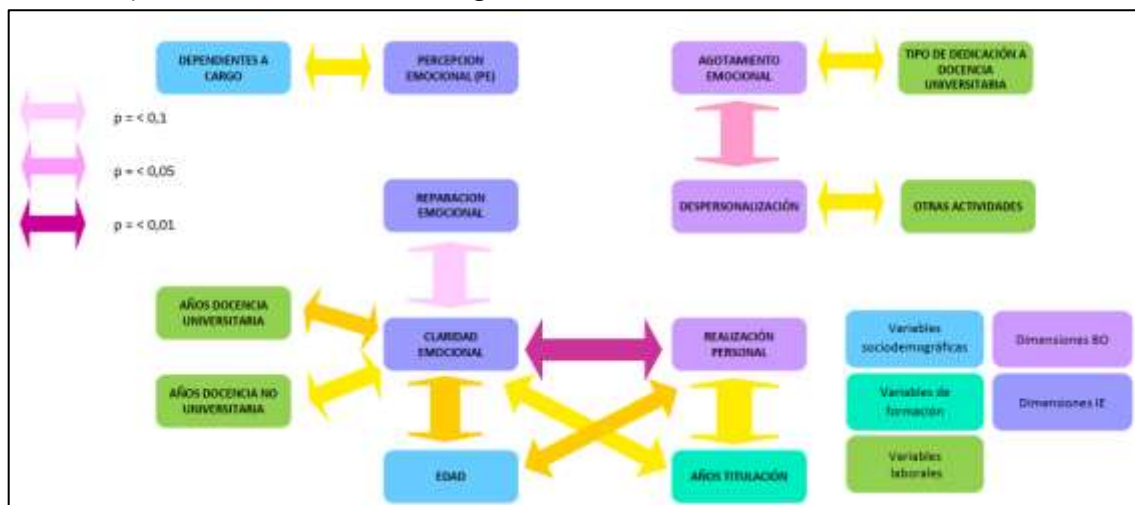 DEPENDIENTES A
CARGO
PERCEPCION
EMOCIONAL (PE)
AGOTAMIENTO
EMOCIONAL
TIPO DE DEDICACIÓN A
DOCENCIA
UNIVERSITARIA
p = < 0,1
p = < 0,05
p = < 0,01
REPARACION
EMOCIONAL
DESPERSONALIZACIÓN
OTRAS ACTIVIDADES
AÑOS DOCENCIA
UNIVERSITARIA
CLARIDAD
EMOCIONAL
REALIZACIÓN
PERSONAL
AÑOS DOCENCIA NO
UNIVERSITARIA
EDAD
AÑOS TITULACIÓN
Variables
sociodemográficas
Dimensiones BO
Variables de
formación
Dimensiones IE
Variables
laborales